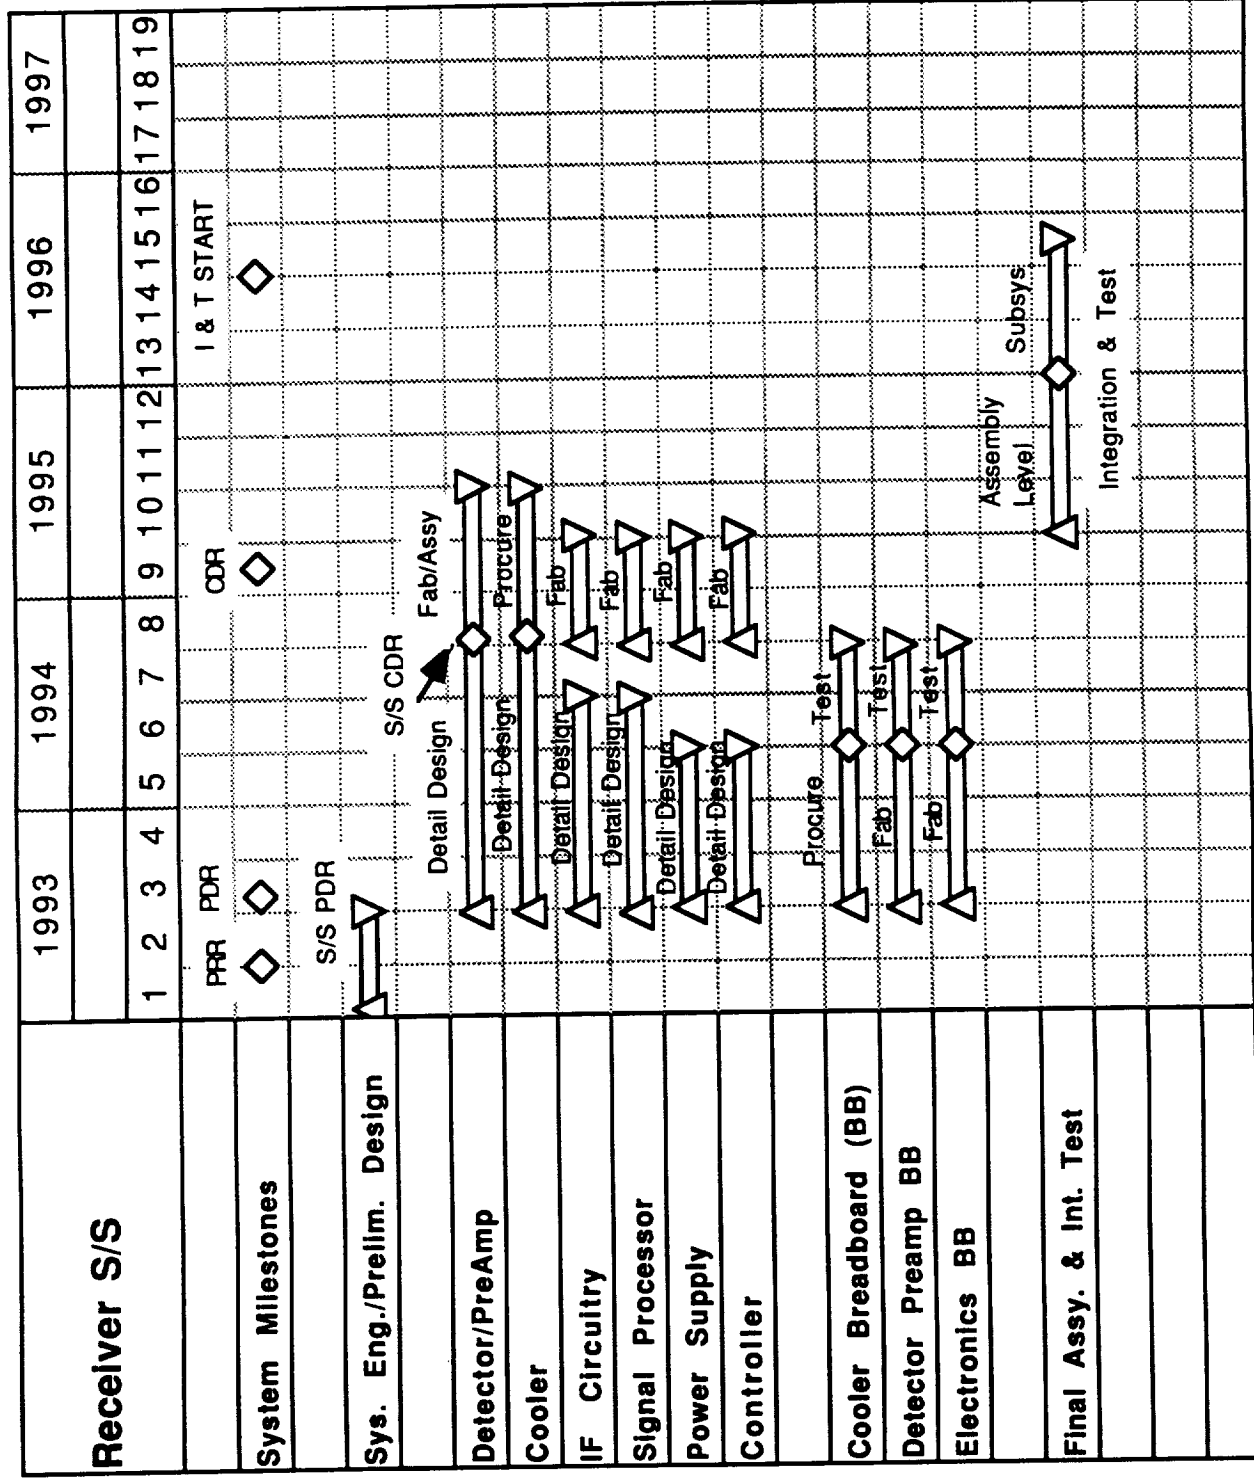 Receiver S/S
1993 1994 1995 1996 1997
1 2 3 4 5 6 7 8 9 10 11 12 13 14 15 16 17 18 19
PRR PDR CDR I & T START
System Milestones
S/S PDR
Sys. Eng./Prelim. Design
S/S CDR
Detail Design Fab/Assy
Detector/PreAmp
Detail Design Procure
Cooler
Detail Design Fab
IF Circuitry
Detail Design Fab
Signal Processor
Detail Design Fab
Power Supply
Detail Design Fab
Controller
Procure Test
Cooler Breadboard (BB)
Fab Test
Detector Preamp BB
Fab Test
Electronics BB
Assembly
Level Subsys
Final Assy. & Int. Test
Integration & Test